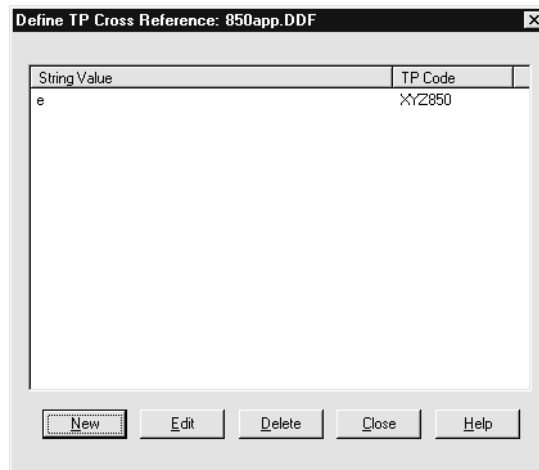 Define TP Cross Reference: 850app.DDF
String Value TP Code
e XYZ850
New Edit Delete Close Help